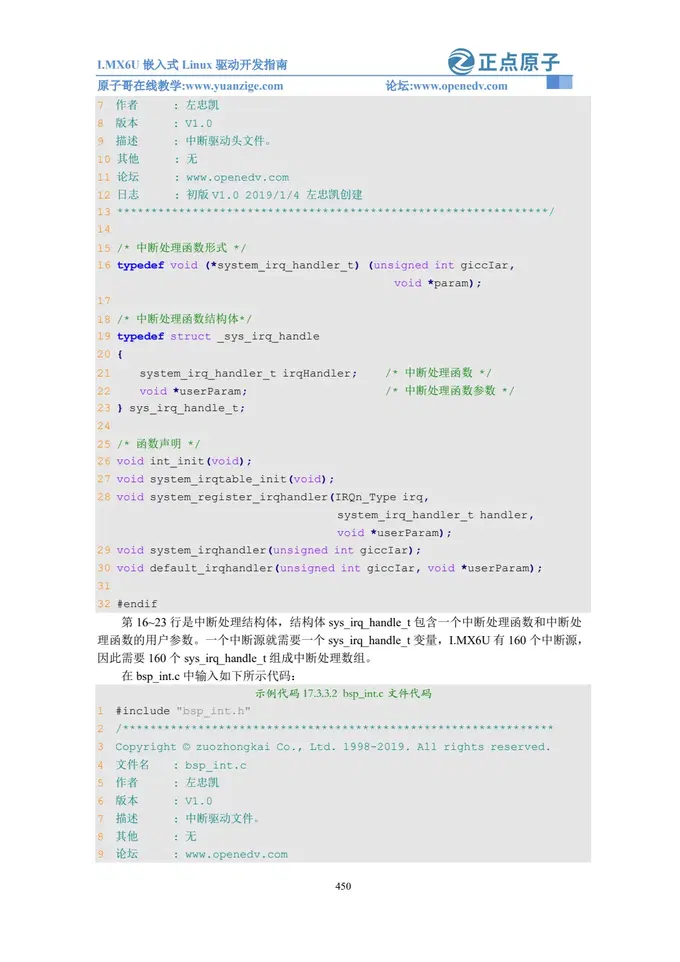 I.MX6U 嵌入式 Linux 驱动开发指南
正点原子
原子哥在线教学:www.yuanzige.com 论坛:www.openedv.com
7 作者 : 左忠凯
8 版本 : V1.0
9 描述 : 中断驱动头文件。
10 其他 : 无
11 论坛 : www.openedv.com
12 日志 : 初版 V1.0 2019/1/4 左忠凯创建
13 ***************************************************************/
14
15 /* 中断处理函数形式 */
16 typedef void (*system_irq_handler_t) (unsigned int giccIar,
void *param);
17
18 /* 中断处理函数结构体*/
19 typedef struct _sys_irq_handle
20 {
21 system_irq_handler_t irqHandler; /* 中断处理函数 */
22 void *userParam; /* 中断处理函数参数 */
23 } sys_irq_handle_t;
24
25 /* 函数声明 */
26 void int_init(void);
27 void system_irqtable_init(void);
28 void system_register_irqhandler(IRQn_Type irq,
system_irq_handler_t handler,
void *userParam);
29 void system_irqhandler(unsigned int giccIar);
30 void default_irqhandler(unsigned int giccIar, void *userParam);
31
32 #endif
第 16~23 行是中断处理结构体，结构体 sys_irq_handle_t 包含一个中断处理函数和中断处
理函数的用户参数。一个中断源就需要一个 sys_irq_handle_t 变量，I.MX6U 有 160 个中断源，
因此需要 160 个 sys_irq_handle_t 组成中断处理数组。
在 bsp_int.c 中输入如下所示代码：
示例代码 17.3.3.2 bsp_int.c 文件代码
1 #include "bsp_int.h"
2 /***************************************************************
3 Copyright © zuozhongkai Co., Ltd. 1998-2019. All rights reserved.
4 文件名 : bsp_int.c
5 作者 : 左忠凯
6 版本 : V1.0
7 描述 : 中断驱动文件。
8 其他 : 无
9 论坛 : www.openedv.com
450